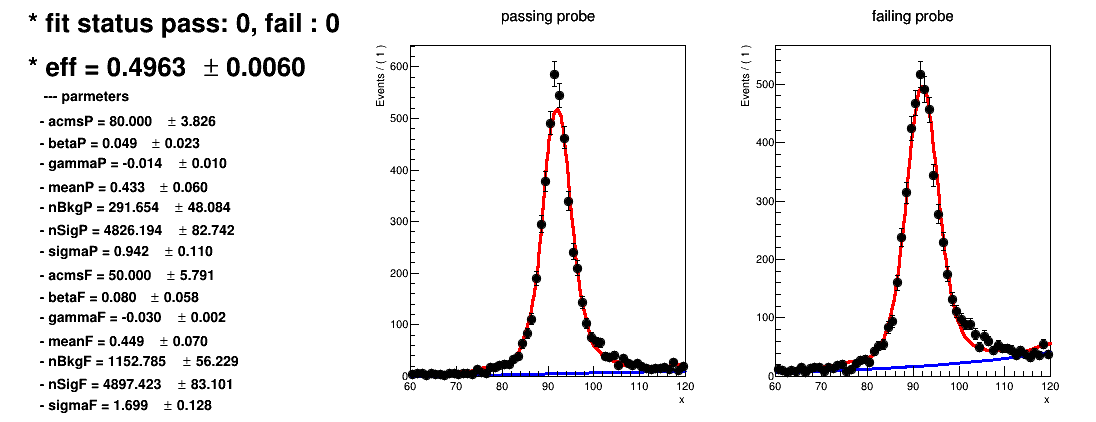 * fit status pass: 0, fail : 0
* eff = 0.4963 ± 0.0060
--- parmeters
- acmsP = 80.000 ± 3.826
- betaP = 0.049 ± 0.023
- gammaP = -0.014 ± 0.010
- meanP = 0.433 ± 0.060
- nBkgP = 291.654 ± 48.084
- nSigP = 4826.194 ± 82.742
- sigmaP = 0.942 ± 0.110
- acmsF = 50.000 ± 5.791
- betaF = 0.080 ± 0.058
- gammaF = -0.030 ± 0.002
- meanF = 0.449 ± 0.070
- nBkgF = 1152.785 ± 56.229
- nSigF = 4897.423 ± 83.101
- sigmaF = 1.699 ± 0.128
passing probe
Events / ( 1 )
600
500
400
300
200
100
0
60 70 80 90 100 110 120
x
failing probe
Events / ( 1 )
500
400
300
200
100
0
60 70 80 90 100 110 120
x